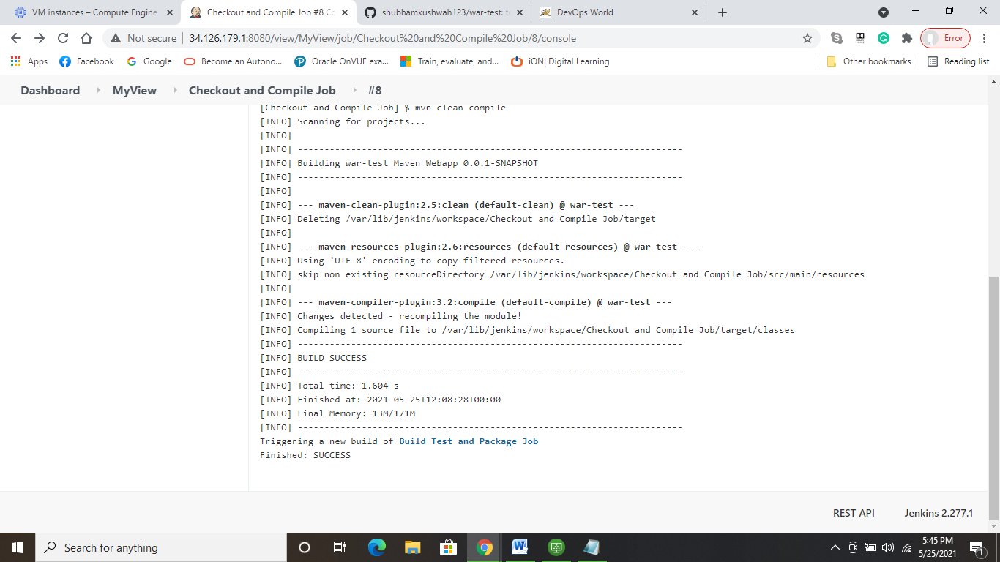 VM instances – Compute Engine
Checkout and Compile Job #8 Co
shubhamkushwah123/war-test: t
DevOps World
Not secure
34.126.179.1:8080/view/MyView/job/Checkout%20and%20Compile%20Job/8/console
Error
Apps
Facebook
Google
Become an Autono...
Oracle OnVUE exa...
Train, evaluate, and...
iON| Digital Learning
Other bookmarks
Reading list
Dashboard
MyView
Checkout and Compile Job
#8
[Checkout and Compile Job] $ mvn clean compile
[INFO] Scanning for projects...
[INFO]
[INFO] ------------------------------------------------------------------------
[INFO] Building war-test Maven Webapp 0.0.1-SNAPSHOT
[INFO] ------------------------------------------------------------------------
[INFO]
[INFO] --- maven-clean-plugin:2.5:clean (default-clean) @ war-test ---
[INFO] Deleting /var/lib/jenkins/workspace/Checkout and Compile Job/target
[INFO]
[INFO] --- maven-resources-plugin:2.6:resources (default-resources) @ war-test ---
[INFO] Using 'UTF-8' encoding to copy filtered resources.
[INFO] skip non existing resourceDirectory /var/lib/jenkins/workspace/Checkout and Compile Job/src/main/resources
[INFO]
[INFO] --- maven-compiler-plugin:3.2:compile (default-compile) @ war-test ---
[INFO] Changes detected - recompiling the module!
[INFO] Compiling 1 source file to /var/lib/jenkins/workspace/Checkout and Compile Job/target/classes
[INFO] ------------------------------------------------------------------------
[INFO] BUILD SUCCESS
[INFO] ------------------------------------------------------------------------
[INFO] Total time: 1.604 s
[INFO] Finished at: 2021-05-25T12:08:28+00:00
[INFO] Final Memory: 13M/171M
[INFO] ------------------------------------------------------------------------
Triggering a new build of Build Test and Package Job
Finished: SUCCESS
REST API
Jenkins 2.277.1
Search for anything
5:45 PM
5/25/2021
1